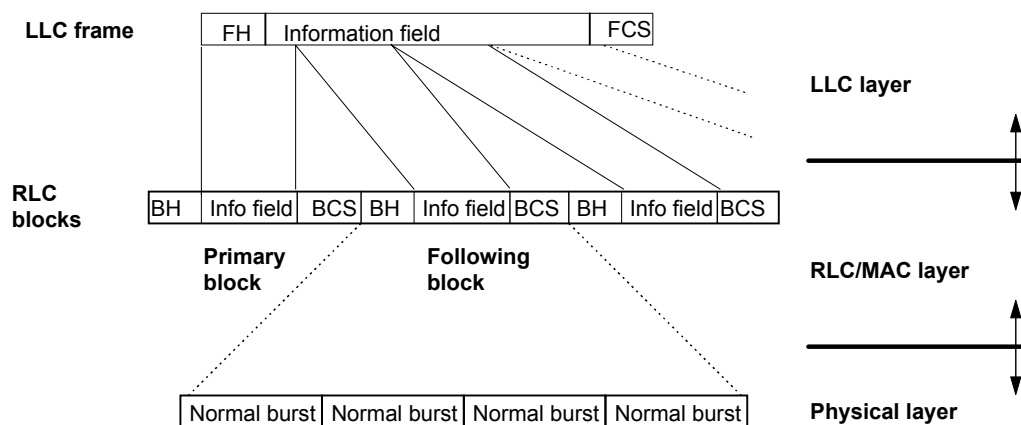 LLC frame
FH Information field FCS
LLC layer
RLC
blocks
BH Info field BCS BH Info field BCS BH Info field BCS
Primary
block
Following
block
RLC/MAC layer
Normal burst Normal burst Normal burst Normal burst
Physical layer